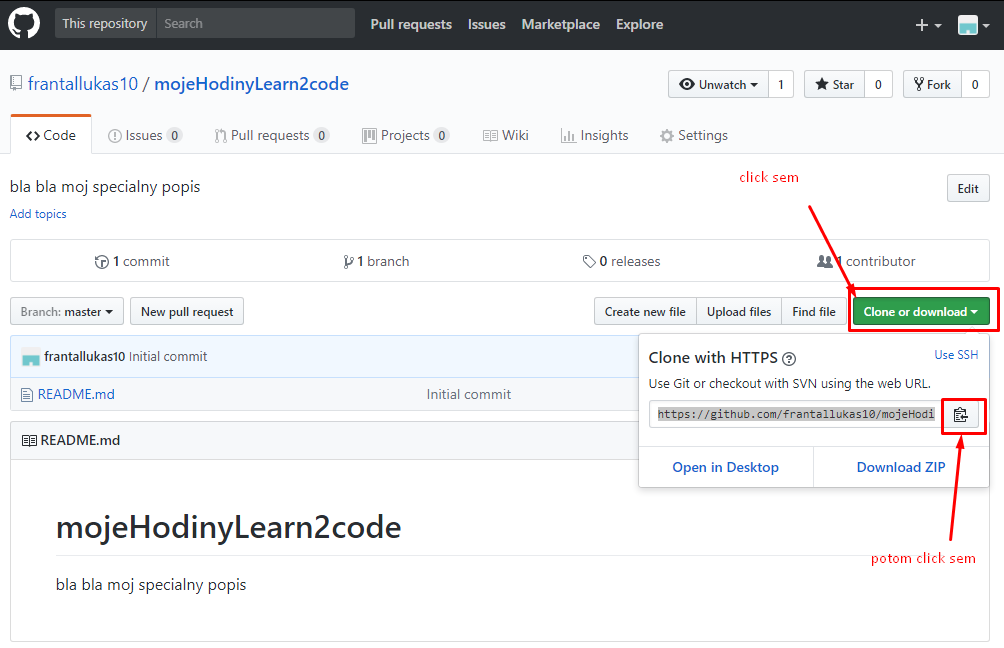 This repository Search Pull requests Issues Marketplace Explore
frantallukas10 / mojeHodinyLearn2code Unwatch 1 Star 0 Fork 0
Code Issues 0 Pull requests 0 Projects 0 Wiki Insights Settings
click sem
bla bla moj specialny popis Edit
Add topics
1 commit 1 branch 0 releases 1 contributor
Branch: master New pull request Create new file Upload files Find file Clone or download
frantallukas10 Initial commit
README.md Initial commit
Clone with HTTPS Use SSH
Use Git or checkout with SVN using the web URL.
https://github.com/frantallukas10/mojeHodi
Open in Desktop Download ZIP
README.md
mojeHodinyLearn2code
potom click sem
bla bla moj specialny popis